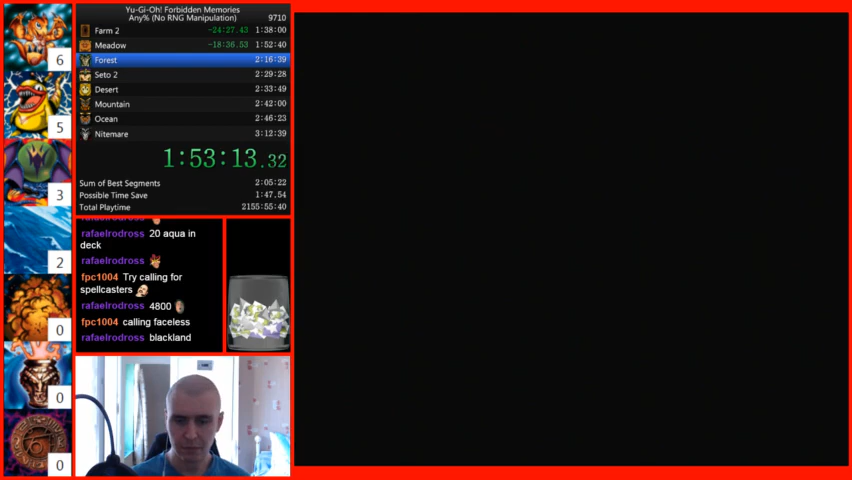 Yu-Gi-Oh! Forbidden Memories
Any% (No RNG Manipulation) 9710
Farm 2 -24:27.43 1:38:00
Meadow -18:36.53 1:52:40
Forest 2:16:39
Seto 2 2:29:28
Desert 2:33:49
Mountain 2:42:00
Ocean 2:46:23
Nitemare 3:12:39
1:53:13.32
Sum of Best Segments 2:05:22
Possible Time Save 1:47.54
Total Playtime 2155:55:40
6
5
3
2
0
0
0
rafaelrodross 20 aqua in
deck
rafaelrodross
fpc1004 Try calling for
spellcasters
rafaelrodross 4800
fpc1004 calling faceless
rafaelrodross blackland